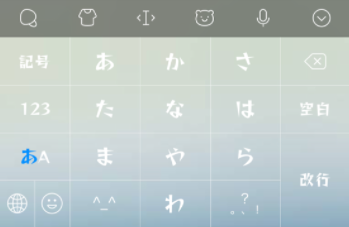 記号 あ か さ
123 た な は 空白
あA ま や ら
^_^ わ 。、?! 改行